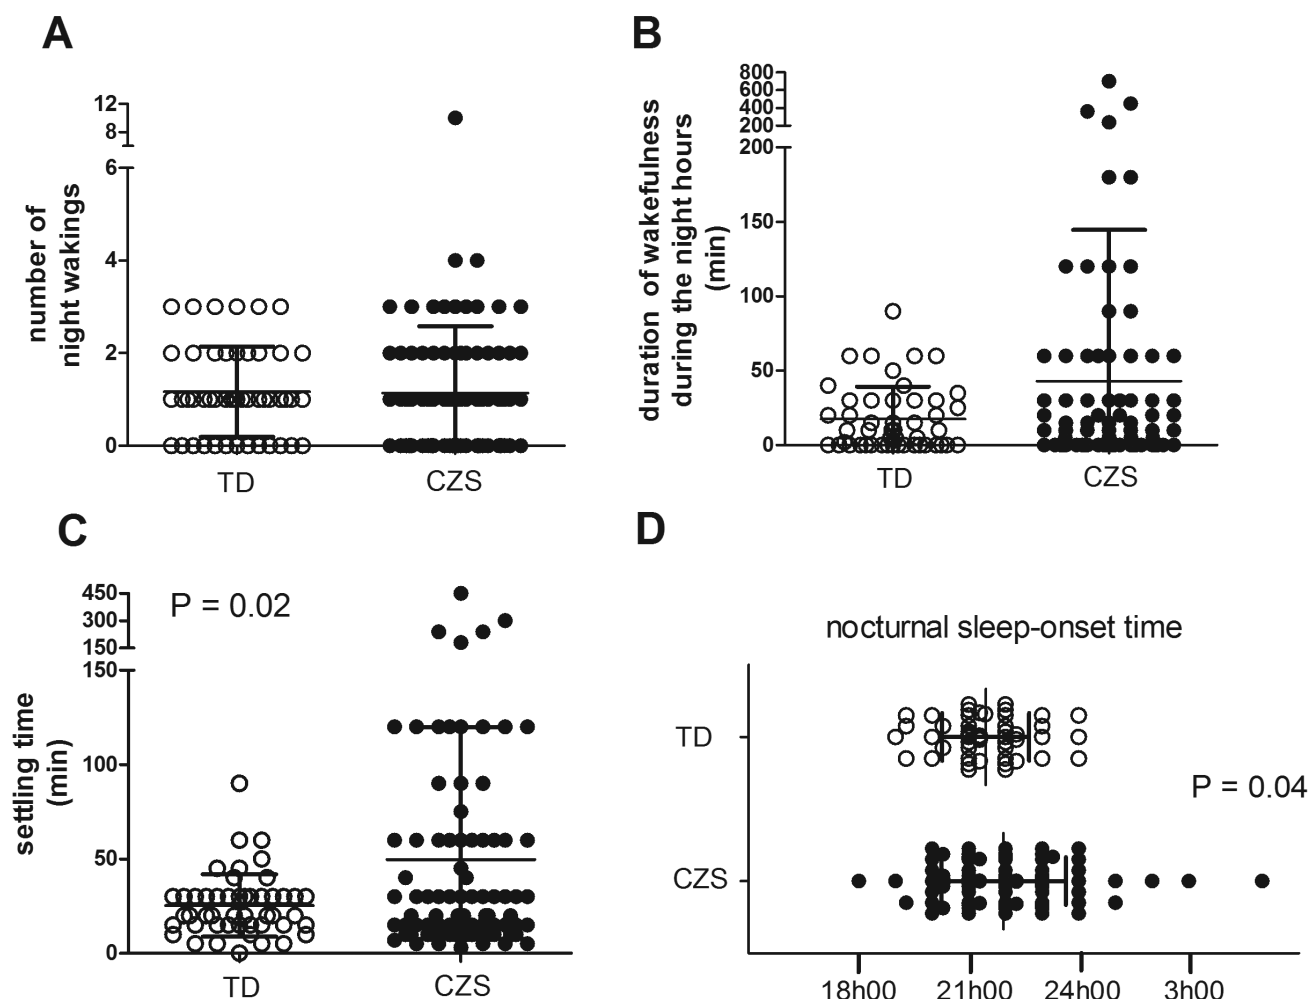 A
12
8
6
4
2
0
number of
night wakings
TD
CZS
B
800
600
400
200
200
150
100
50
0
duration of wakefulness
during the night hours
(min)
TD
CZS
C
P = 0.02
450
300
150
150
100
50
0
settling time
(min)
TD
CZS
D
nocturnal sleep-onset time
TD
P = 0.04
CZS
18h00
21h00
24h00
3h00